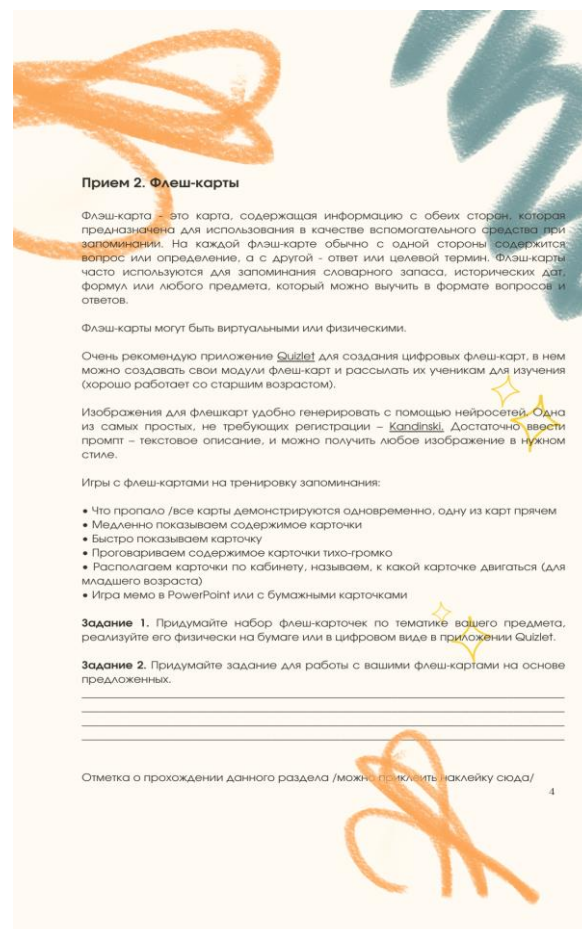 Прием 2. Флеш-карты
Флэш-карта - это карта, содержащая информацию с обеих сторон, которая
предназначена для использования в качестве вспомогательного средства при
запоминании. На каждой флэш-карте обычно с одной стороны содержится
вопрос или определение, а с другой - ответ или целевой термин. Флэш-карты
часто используются для запоминания словарного запаса, исторических дат,
формул или любого предмета, который можно выучить в формате вопросов и
ответов.
Флэш-карты могут быть виртуальными или физическими.
Очень рекомендую приложение Quizlet для создания цифровых флеш-карт, в нем
можно создавать свои модули флеш-карт и рассылать их ученикам для изучения
(хорошо работает со старшим возрастом).
Изображения для флешкарт удобно генерировать с помощью нейросетей. Одна
из самых простых, не требующих регистрации – Kandinski. Достаточно ввести
промпт – текстовое описание, и можно получить любое изображение в нужном
стиле.
Игры с флеш-картами на тренировку запоминания:
• Что пропало /все карты демонстрируются одновременно, одну из карт прячем
• Медленно показываем содержимое карточки
• Быстро показываем карточку
• Проговариваем содержимое карточки тихо-громко
• Располагаем карточки по кабинету, называем, к какой карточке двигаться (для
младшего возраста)
• Игра мемо в PowerPoint или с бумажными карточками
Задание 1. Придумайте набор флеш-карточек по тематике вашего предмета,
реализуйте его физически на бумаге или в цифровом виде в приложении Quizlet.
Задание 2. Придумайте задание для работы с вашими флеш-картами на основе
предложенных.
Отметка о прохождении данного раздела /можно приклеить наклейку сюда/
4